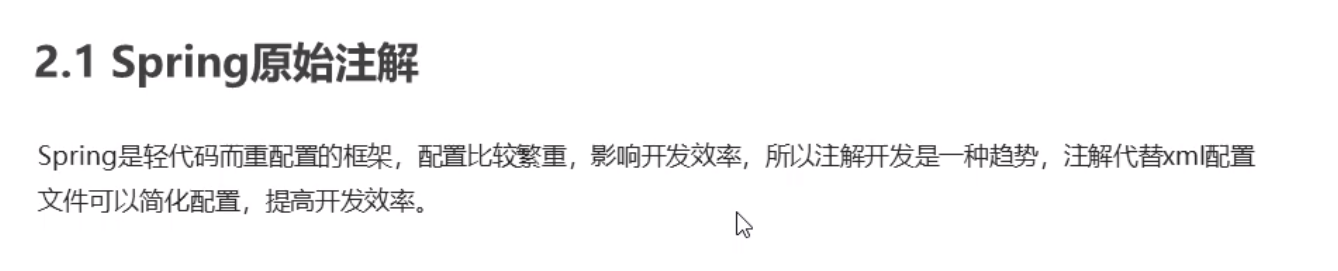 2.1 Spring原始注解
Spring是轻代码而重配置的框架，配置比较繁重，影响开发效率，所以注解开发是一种趋势，注解代替xml配置
文件可以简化配置，提高开发效率。